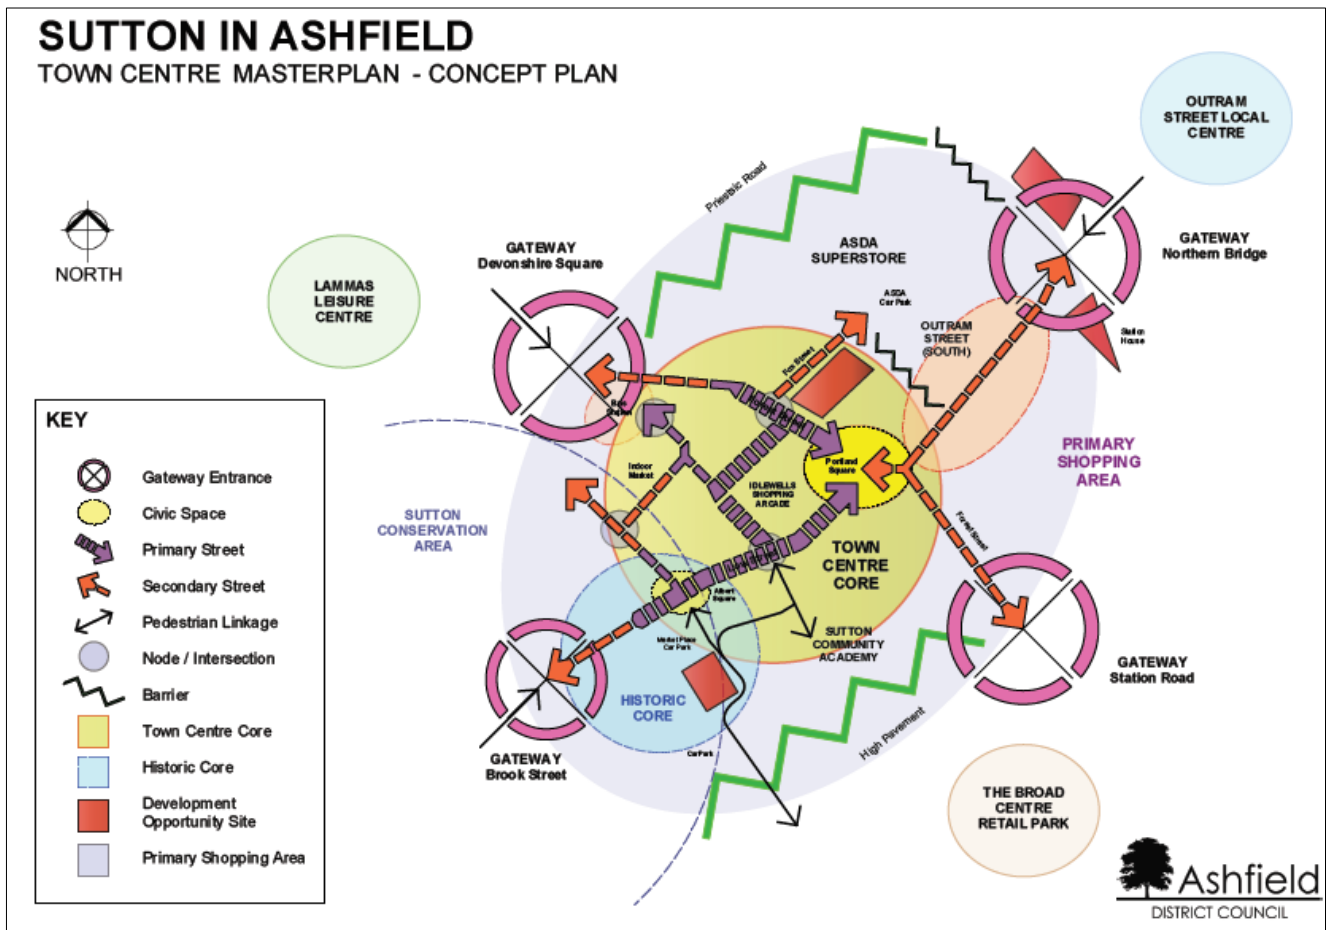 SUTTON IN ASHFIELD
TOWN CENTRE MASTERPLAN - CONCEPT PLAN
NORTH
OUTRAM
STREET LOCAL
CENTRE
Priestsic Road
GATEWAY
Northern Bridge
ASDA
SUPERSTORE
GATEWAY
Devonshire Square
LAMMAS
LEISURE
CENTRE
ASDA
Car Park
OUTRAM
STREET
(SOUTH)
Station
House
Fox Street
Bus
Station
Indoor
Market
Portland
Square
IDLEWELLS
SHOPPING
ARCADE
PRIMARY
SHOPPING
AREA
SUTTON
CONSERVATION
AREA
Forest Street
TOWN
CENTRE
CORE
Albert
Square
Market Place
Car Park
SUTTON
COMMUNITY
ACADEMY
GATEWAY
Station Road
HISTORIC
CORE
High Pavement
Car Park
GATEWAY
Brook Street
THE BROAD
CENTRE
RETAIL PARK
KEY
Gateway Entrance
Civic Space
Primary Street
Secondary Street
Pedestrian Linkage
Node / Intersection
Barrier
Town Centre Core
Historic Core
Development
Opportunity Site
Primary Shopping Area
Ashfield
DISTRICT COUNCIL